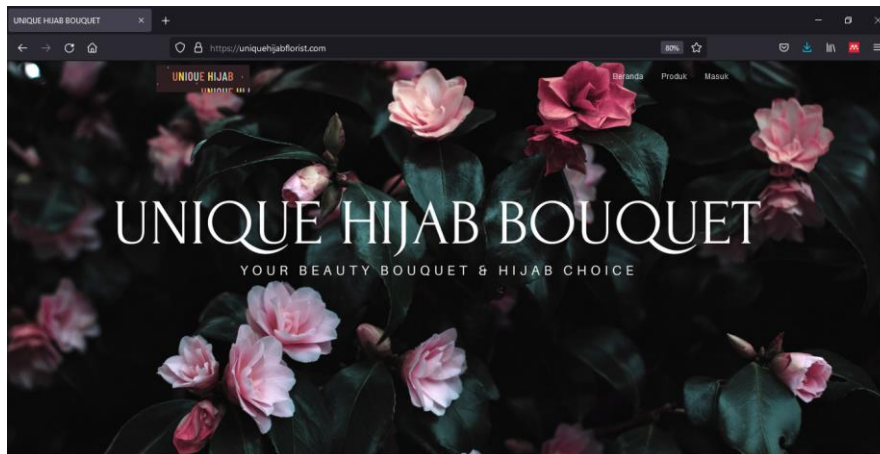 UNIQUE HIJAB BOUQUET
https://uniquehijabflorist.com
80%
UNIQUE HIJAB
Beranda Produk Masuk
UNIQUE HIJAB BOUQUET
YOUR BEAUTY BOUQUET & HIJAB CHOICE